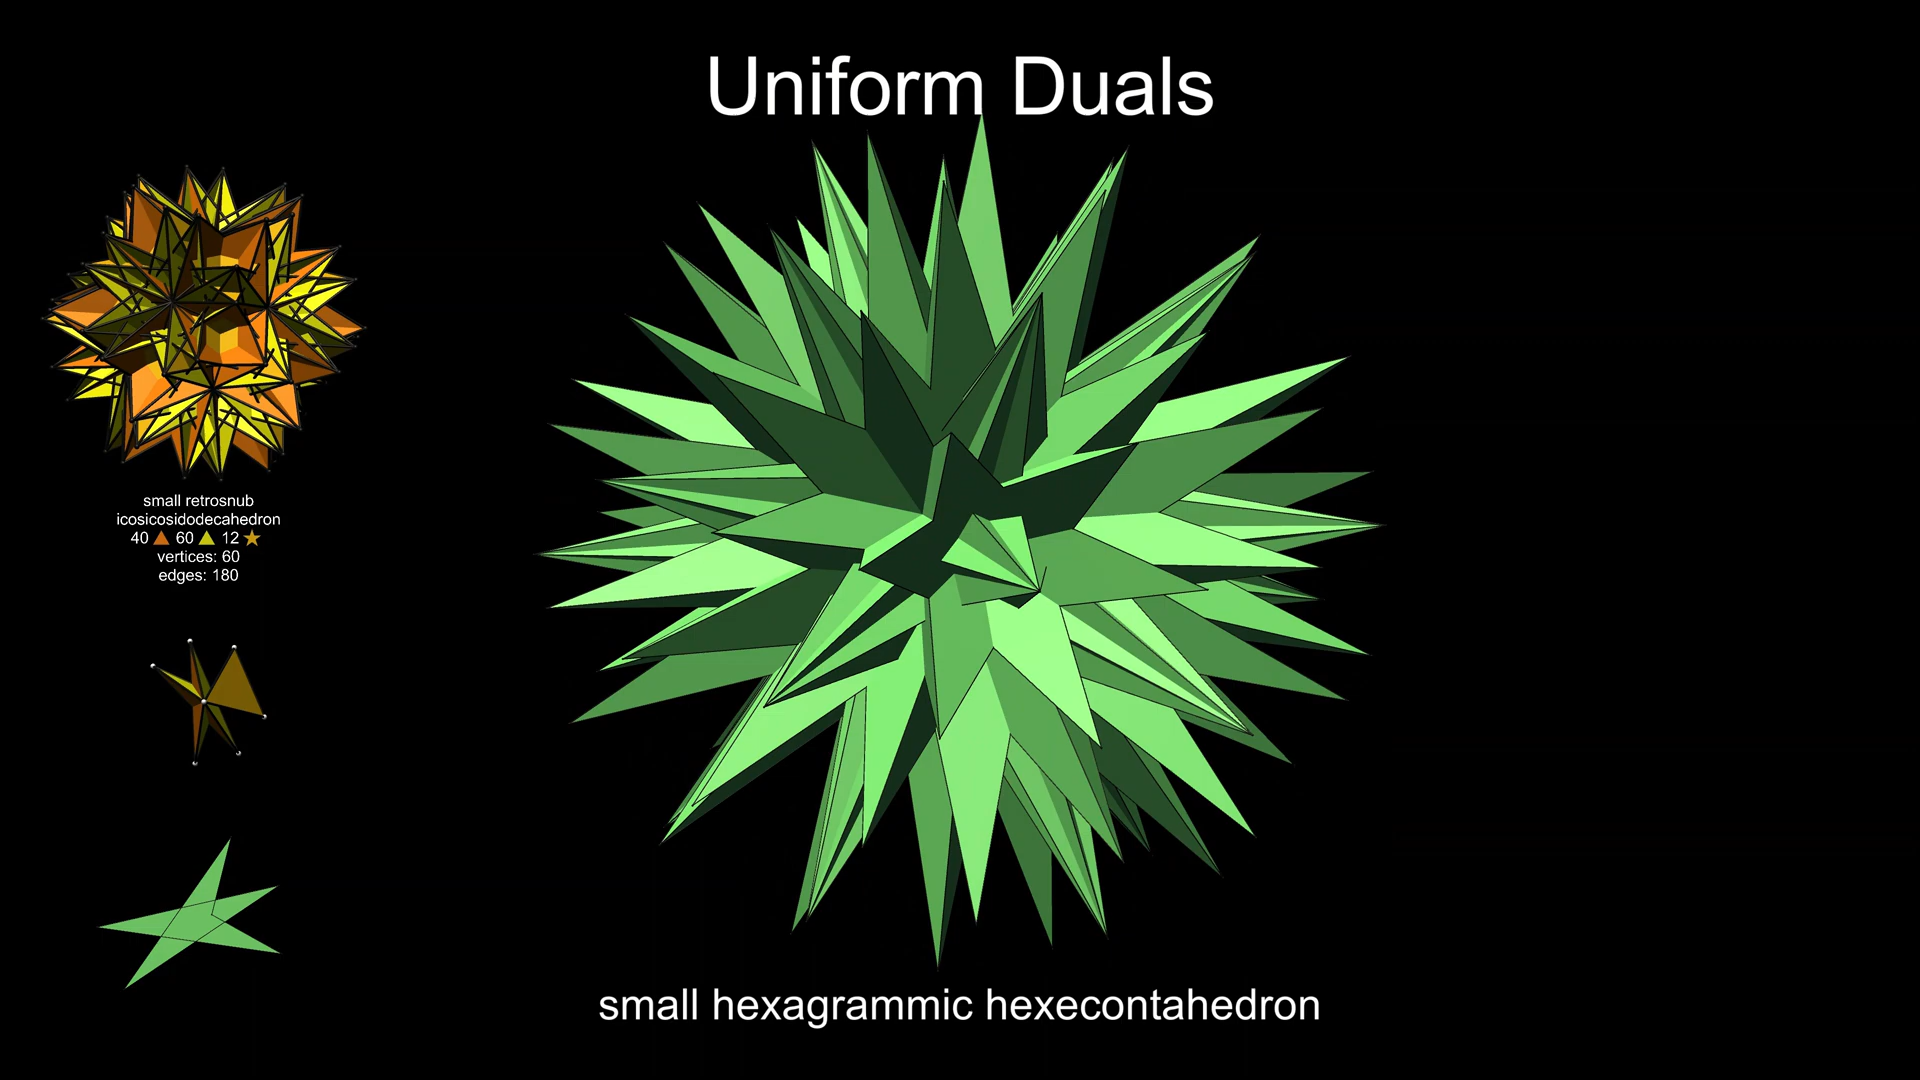 Uniform Duals
small retrosnub
icosicosidodecahedron
40 60 12
vertices: 60
edges: 180
small hexagrammic hexecontahedron